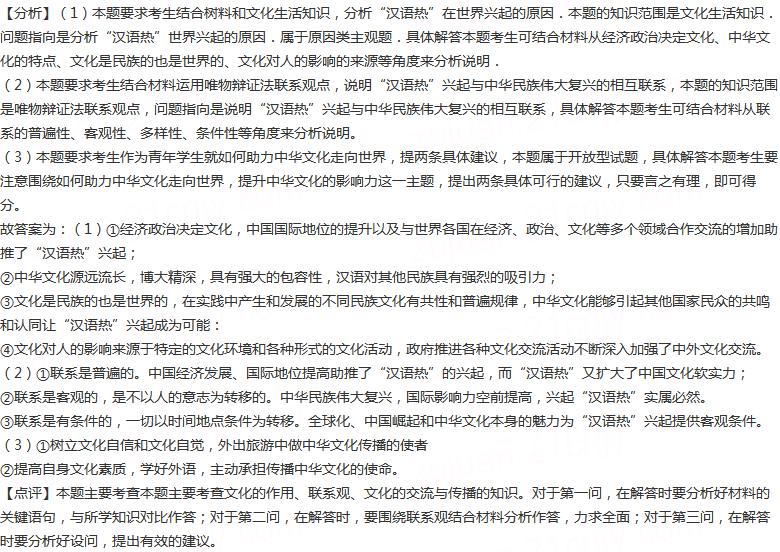 【分析】（1）本题要求考生结合树料和文化生活知识，分析“汉语热”在世界兴起的原因．本题的知识范围是文化生活知识．
问题指向是分析“汉语热”世界兴起的原因．属于原因类主观题．具体解答本题考生可结合材料从经济政治决定文化、中华文
化的特点、文化是民族的也是世界的、文化对人的影响的来源等角度来分析说明．
（2）本题要求考生结合材料运用唯物辩证法联系观点，说明“汉语热”兴起与中华民族伟大复兴的相互联系，本题的知识范围
是唯物辩证法联系观点，问题指向是说明“汉语热”兴起与中华民族伟大复兴的相互联系，具体解答本题考生可结合材料从联
系的普遍性、客观性、多样性、条件性等角度来分析说明。
（3）本题要求考生作为青年学生就如何助力中华文化走向世界，提两条具体建议，本题属于开放型试题，具体解答本题考生要
注意围绕如何助力中华文化走向世界，提升中华文化的影响力这一主题，提出两条具体可行的建议，只要言之有理，即可得
分。
故答案为：（1）①经济政治决定文化，中国国际地位的提升以及与世界各国在经济、政治、文化等多个领域合作交流的增加助
推了“汉语热”兴起；
②中华文化源远流长，博大精深，具有强大的包容性，汉语对其他民族具有强烈的吸引力；
③文化是民族的也是世界的，在实践中产生和发展的不同民族文化有共性和普遍规律，中华文化能够引起其他国家民众的共鸣
和认同让“汉语热”兴起成为可能：
④文化对人的影响来源于特定的文化环境和各种形式的文化活动，政府推进各种文化交流活动不断深入加强了中外文化交流。
（2）①联系是普遍的。中国经济发展、国际地位提高助推了“汉语热”的兴起，而“汉语热”又扩大了中国文化软实力；
②联系是客观的，是不以人的意志为转移的。中华民族伟大复兴，国际影响力空前提高，兴起“汉语热”实属必然。
③联系是有条件的，一切以时间地点条件为转移。全球化、中国崛起和中华文化本身的魅力为“汉语热”兴起提供客观条件。
（3）①树立文化自信和文化自觉，外出旅游中做中华文化传播的使者
②提高自身文化素质，学好外语，主动承担传播中华文化的使命。
【点评】本题主要考查本题主要考查文化的作用、联系观、文化的交流与传播的知识。对于第一问，在解答时要分析好材料的
关键语句，与所学知识对比作答；对于第二问，在解答时，要围绕联系观结合材料分析作答，力求全面；对于第三问，在解答
时要分析好设问，提出有效的建议。